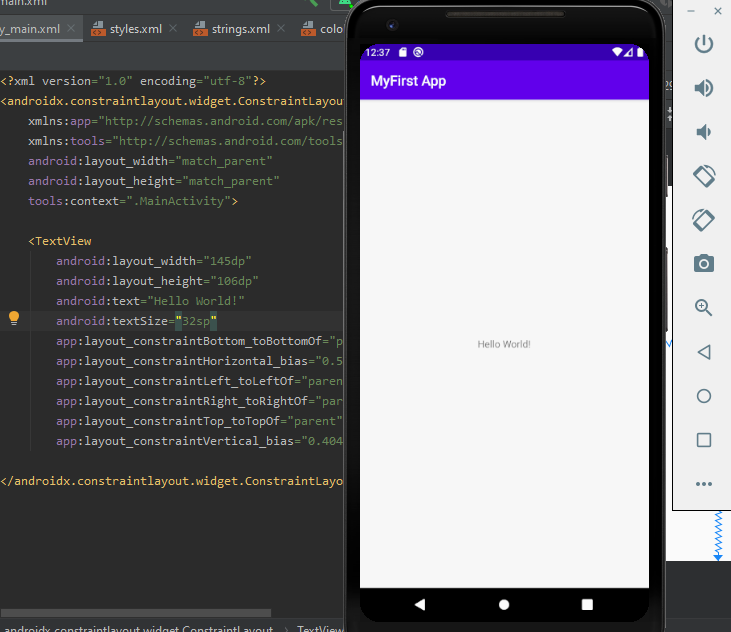 main.xml
y_main.xml
styles.xml
strings.xml
colo
<?xml version="1.0" encoding="utf-8"?>
<androidx.constraintlayout.widget.ConstraintLayou
xmlns:app="http://schemas.android.com/apk/res
xmlns:tools="http://schemas.android.com/tools
android:layout_width="match_parent"
android:layout_height="match_parent"
tools:context=".MainActivity">
<TextView
android:layout_width="145dp"
android:layout_height="106dp"
android:text="Hello World!"
android:textSize="32sp"
app:layout_constraintBottom_toBottomOf="p
app:layout_constraintHorizontal_bias="0.5
app:layout_constraintLeft_toLeftOf="paren
app:layout_constraintRight_toRightOf="par
app:layout_constraintTop_toTopOf="parent"
app:layout_constraintVertical_bias="0.404
</androidx.constraintlayout.widget.ConstraintLayo
androidx.constraintlayout.widget.ConstraintLayout > TextView
12:37
MyFirst App
Hello World!